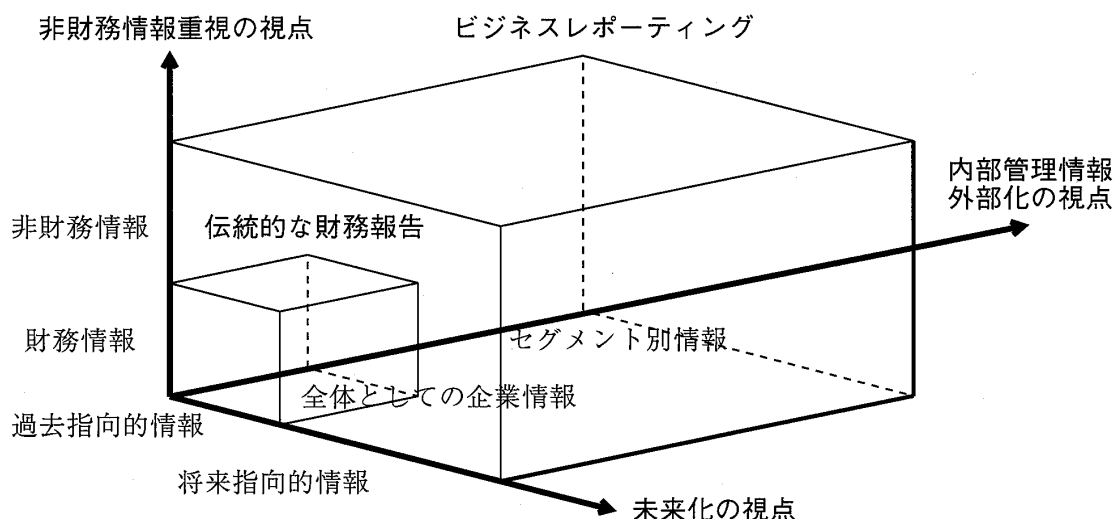 非財務情報重視の視点
ビジネスレポーティング
内部管理情報
外部化の視点
非財務情報
伝統的な財務報告
財務情報
セグメント別情報
全体としての企業情報
過去指向的情報
将来指向的情報
未来化の視点